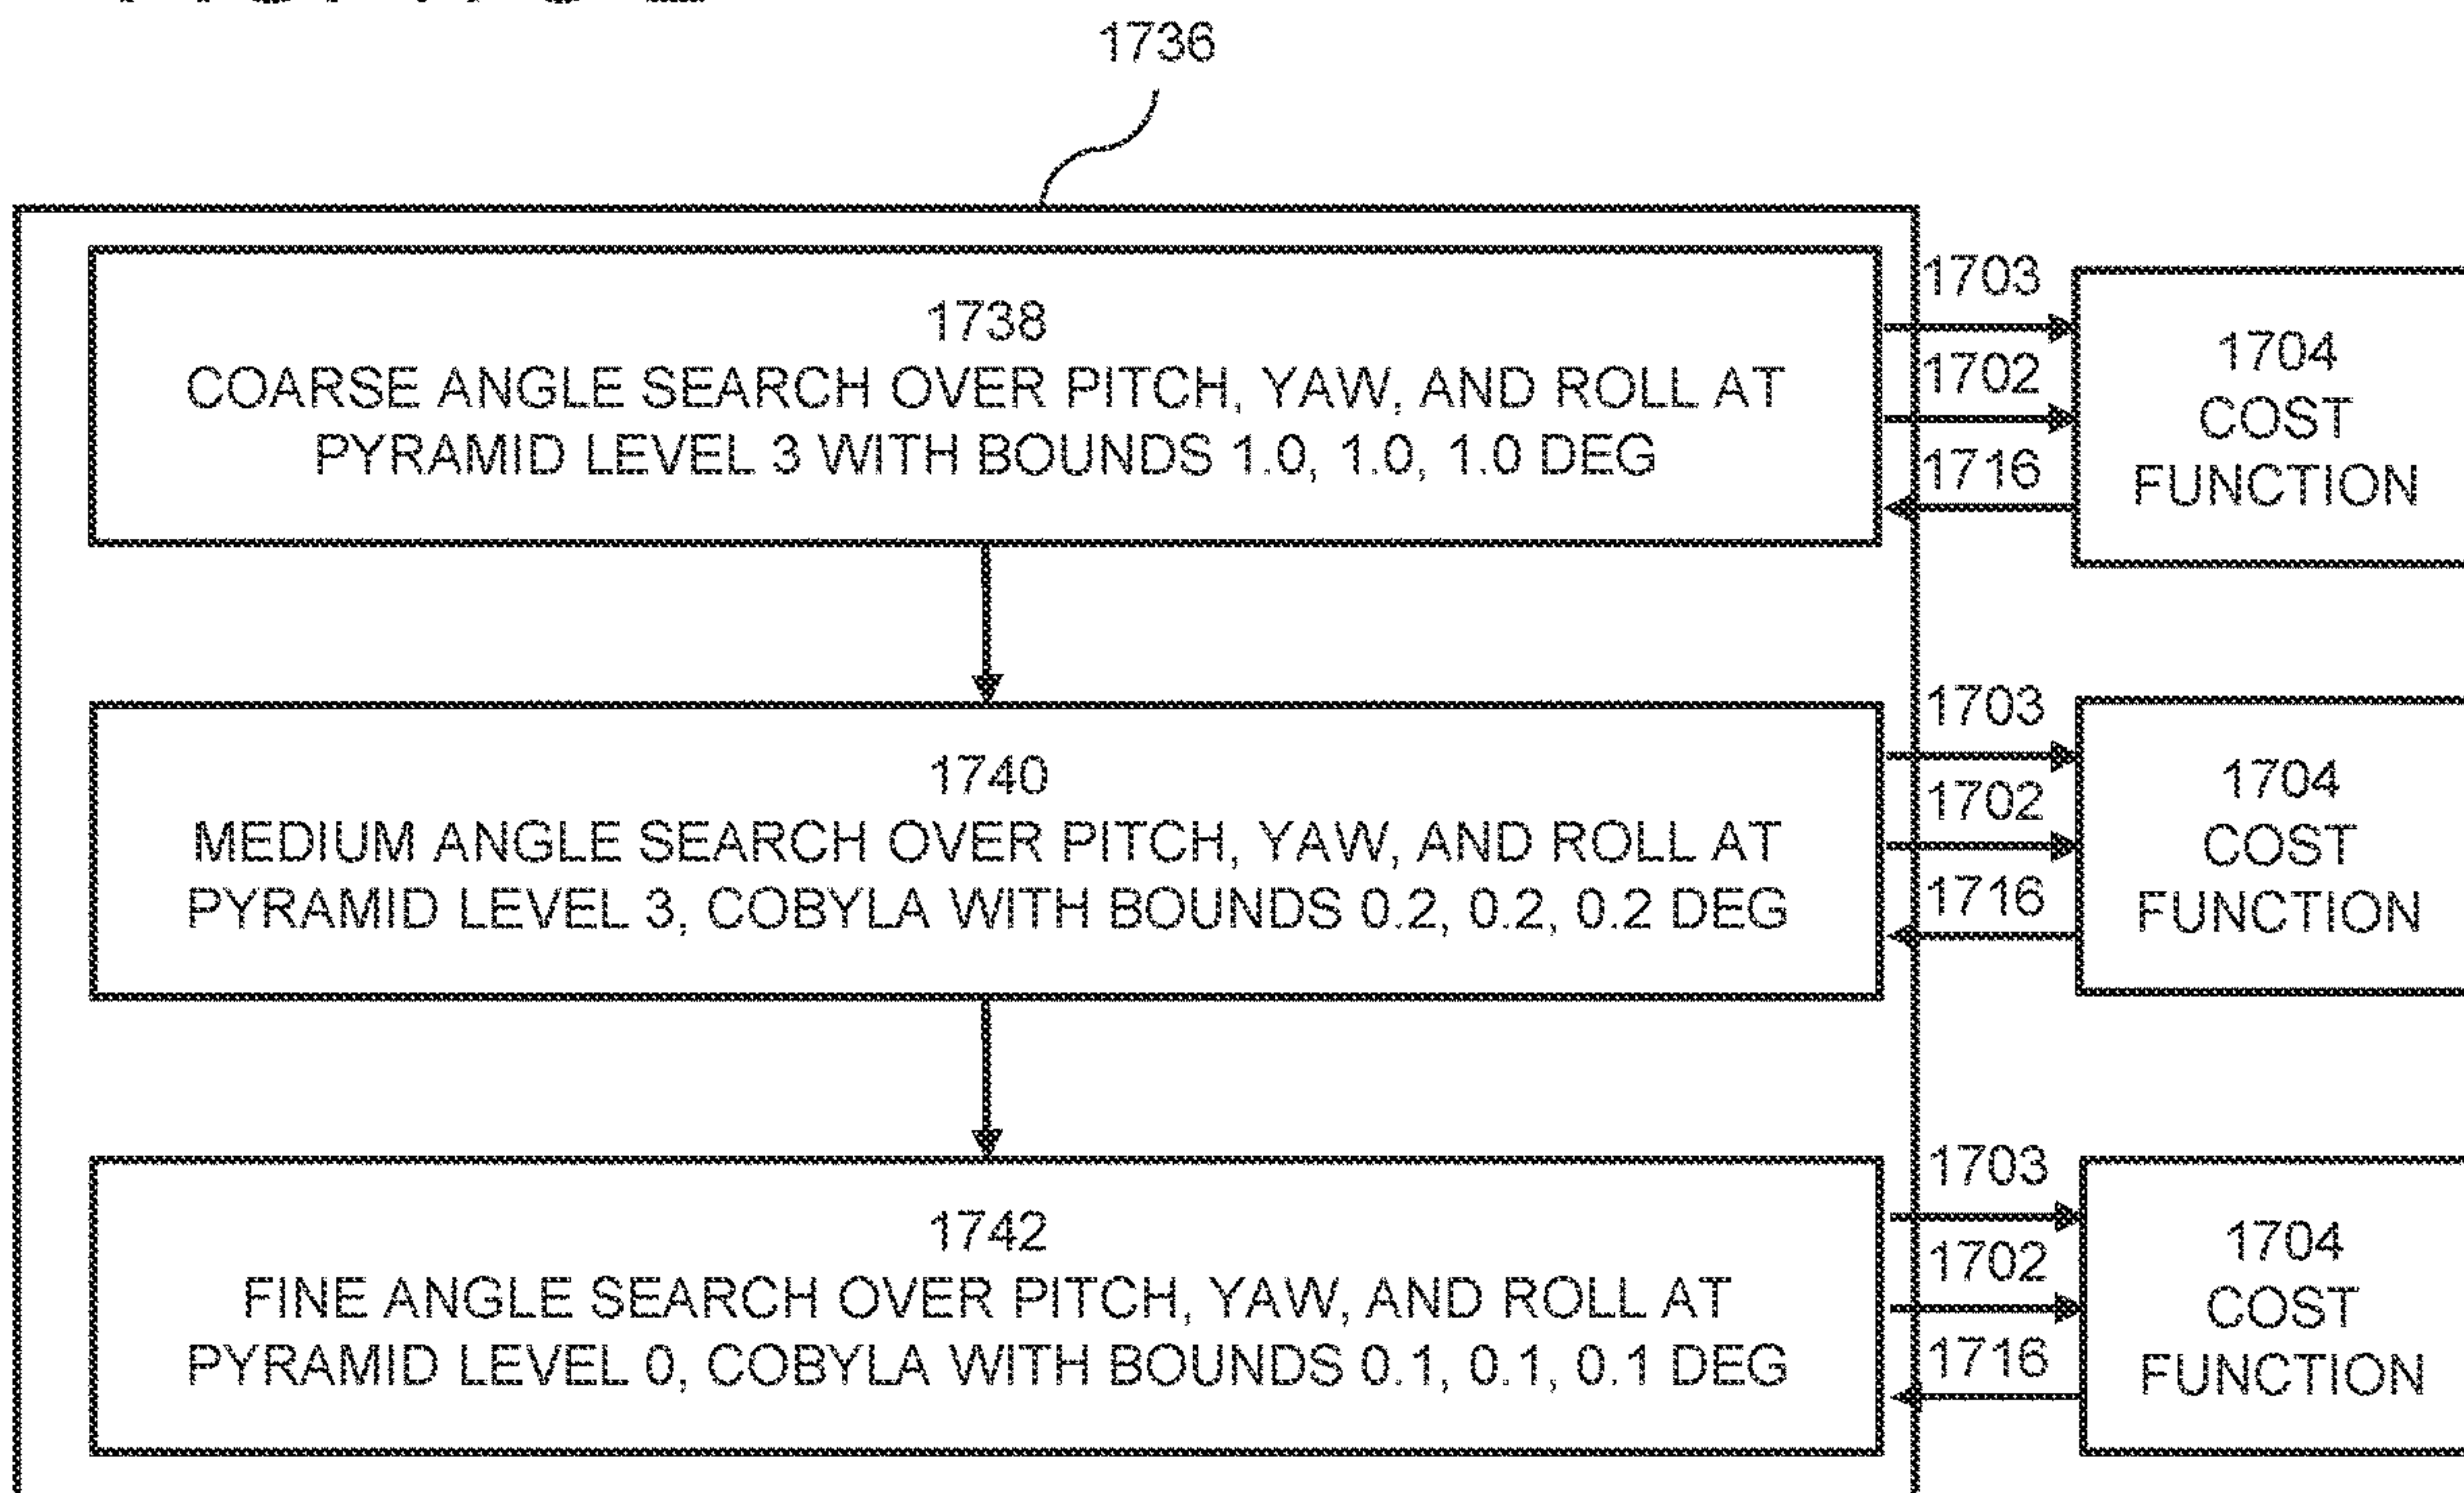 1736
1738
COARSE ANGLE SEARCH OVER PITCH, YAW, AND ROLL AT
PYRAMID LEVEL 3 WITH BOUNDS 1.0, 1.0, 1.0 DEG
1703
1702
1716
1704
COST
FUNCTION
1740
MEDIUM ANGLE SEARCH OVER PITCH, YAW, AND ROLL AT
PYRAMID LEVEL 3, COBYLA WITH BOUNDS 0.2, 0.2, 0.2 DEG
1703
1702
1716
1704
COST
FUNCTION
1742
FINE ANGLE SEARCH OVER PITCH, YAW, AND ROLL AT
PYRAMID LEVEL 0, COBYLA WITH BOUNDS 0.1, 0.1, 0.1 DEG
1703
1702
1716
1704
COST
FUNCTION